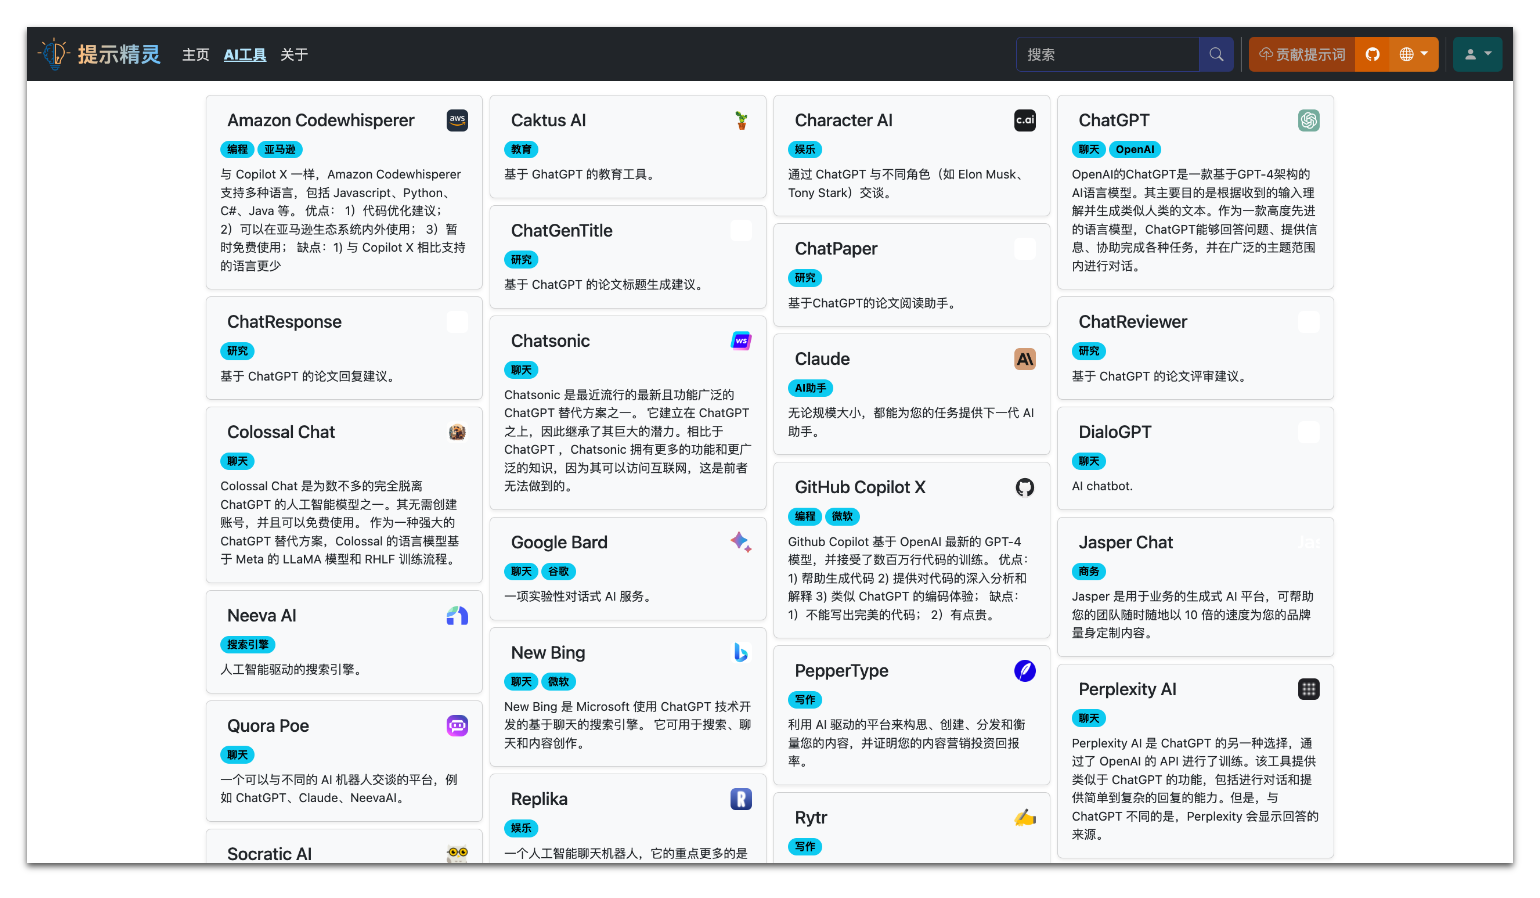 提示精灵
主页 AI工具 关于
搜索
贡献提示词
Amazon Codewhisperer
aws
编程 亚马逊
与 Copilot X 一样，Amazon Codewhisperer
支持多种语言，包括 Javascript、Python、
C#、Java 等。 优点： 1）代码优化建议；
2）可以在亚马逊生态系统内外使用； 3）暂
时免费使用； 缺点：1) 与 Copilot X 相比支持
的语言更少
ChatResponse
研究
基于 ChatGPT 的论文回复建议。
Colossal Chat
聊天
Colossal Chat 是为数不多的完全脱离
ChatGPT 的人工智能模型之一。其无需创建
账号，并且可以免费使用。 作为一种强大的
ChatGPT 替代方案，Colossal 的语言模型基
于 Meta 的 LLaMA 模型和 RHLF 训练流程。
Neeva AI
搜索引擎
人工智能驱动的搜索引擎。
Quora Poe
聊天
一个可以与不同的 AI 机器人交谈的平台，例
如 ChatGPT、Claude、NeevaAI。
Socratic AI
Caktus AI
教育
基于 GhatGPT 的教育工具。
ChatGenTitle
研究
基于 ChatGPT 的论文标题生成建议。
Chatsonic
WS
聊天
Chatsonic 是最近流行的最新且功能广泛的
ChatGPT 替代方案之一。 它建立在 ChatGPT
之上，因此继承了其巨大的潜力。相比于
ChatGPT ，Chatsonic 拥有更多的功能和更广
泛的知识，因为其可以访问互联网，这是前者
无法做到的。
Google Bard
聊天 谷歌
一项实验性对话式 AI 服务。
New Bing
聊天 微软
New Bing 是 Microsoft 使用 ChatGPT 技术开
发的基于聊天的搜索引擎。 它可用于搜索、聊
天和内容创作。
Replika
R
娱乐
一个人工智能聊天机器人，它的重点更多的是
Character AI
c.ai
娱乐
通过 ChatGPT 与不同角色（如 Elon Musk、
Tony Stark）交谈。
ChatPaper
研究
基于ChatGPT的论文阅读助手。
Claude
A\
AI助手
无论规模大小，都能为您的任务提供下一代 AI
助手。
GitHub Copilot X
编程 微软
Github Copilot 基于 OpenAI 最新的 GPT-4
模型，并接受了数百万行代码的训练。 优点：
1) 帮助生成代码 2) 提供对代码的深入分析和
解释 3) 类似 ChatGPT 的编码体验； 缺点：
1）不能写出完美的代码； 2）有点贵。
PepperType
写作
利用 AI 驱动的平台来构思、创建、分发和衡
量您的内容，并证明您的内容营销投资回报
率。
Rytr
写作
ChatGPT
聊天 OpenAI
OpenAI的ChatGPT是一款基于GPT-4架构的
AI语言模型。其主要目的是根据收到的输入理
解并生成类似人类的文本。作为一款高度先进
的语言模型，ChatGPT能够回答问题、提供信
息、协助完成各种任务，并在广泛的主题范围
内进行对话。
ChatReviewer
研究
基于 ChatGPT 的论文评审建议。
DialoGPT
聊天
AI chatbot.
Jasper Chat
商务
Jasper 是用于业务的生成式 AI 平台，可帮助
您的团队随时随地以 10 倍的速度为您的品牌
量身定制内容。
Perplexity AI
聊天
Perplexity AI 是 ChatGPT 的另一种选择，通
过了 OpenAI 的 API 进行了训练。该工具提供
类似于 ChatGPT 的功能，包括进行对话和提
供简单到复杂的回复的能力。但是，与
ChatGPT 不同的是，Perplexity 会显示回答的
来源。